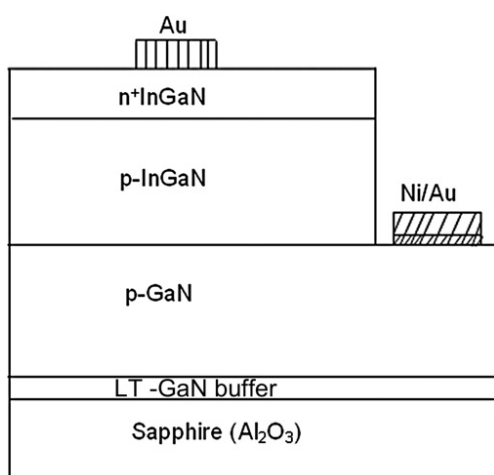 Au
n⁺InGaN
p-InGaN
Ni/Au
p-GaN
LT -GaN buffer
Sapphire (Al₂O₃)